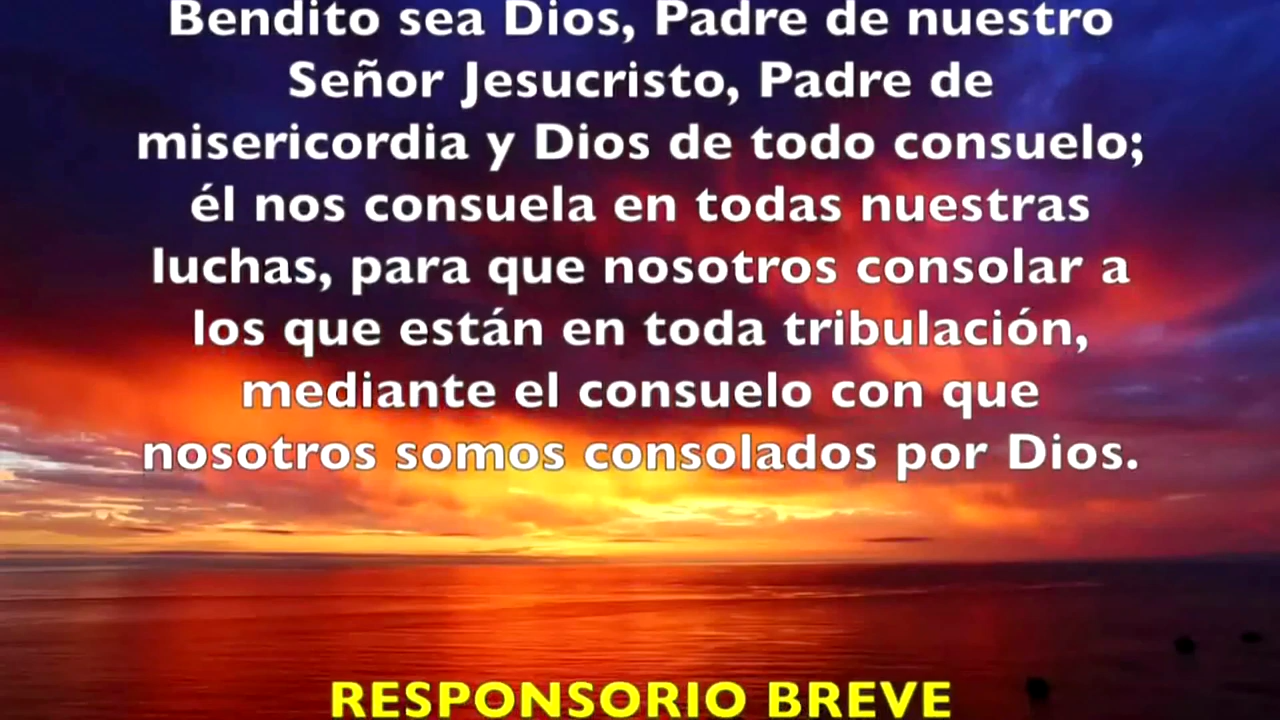 Bendito sea Dios, Padre de nuestro
Señor Jesucristo, Padre de
misericordia y Dios de todo consuelo;
él nos consuela en todas nuestras
luchas, para que nosotros consolar a
los que están en toda tribulación,
mediante el consuelo con que
nosotros somos consolados por Dios.
RESPONSORIO BREVE